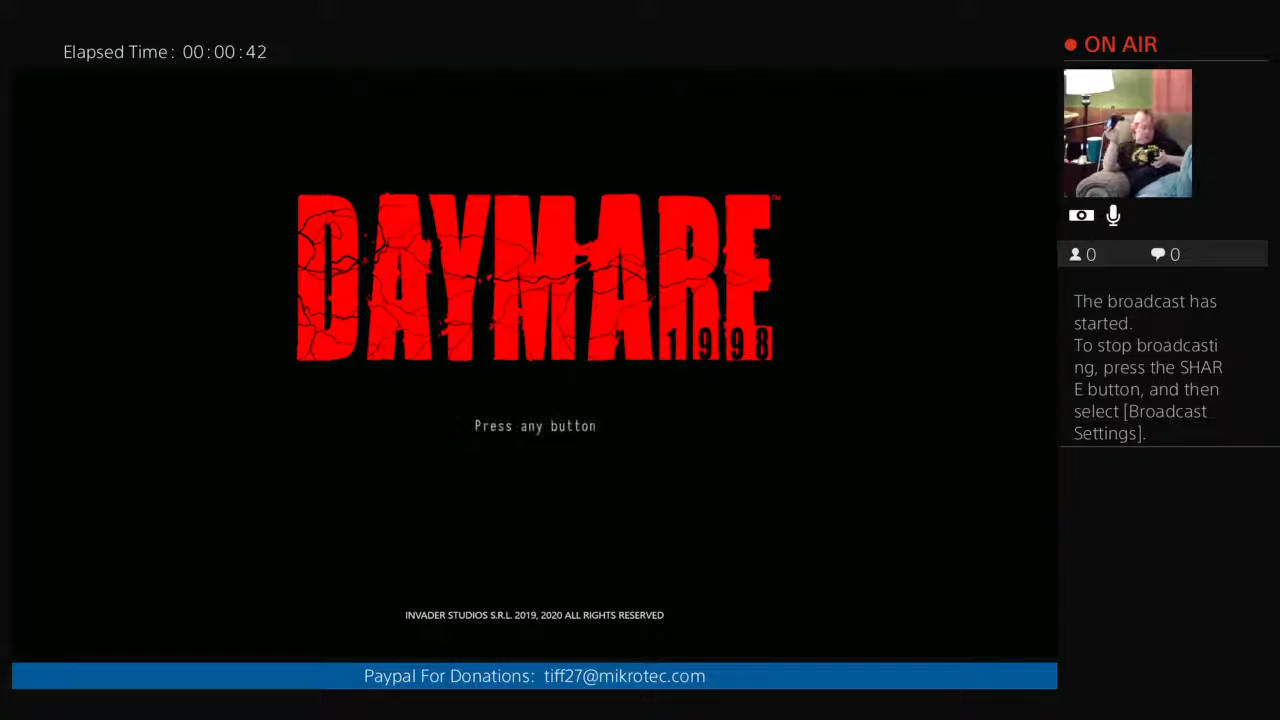 Elapsed Time: 00:00:42
ON AIR
DAYMARE™
1998
Press any button
INVADER STUDIOS S.R.L. 2019, 2020 ALL RIGHTS RESERVED
0 0
The broadcast has
started.
To stop broadcasti
ng, press the SHAR
E button, and then
select [Broadcast
Settings].
Paypal For Donations: tiff27@mikrotec.com